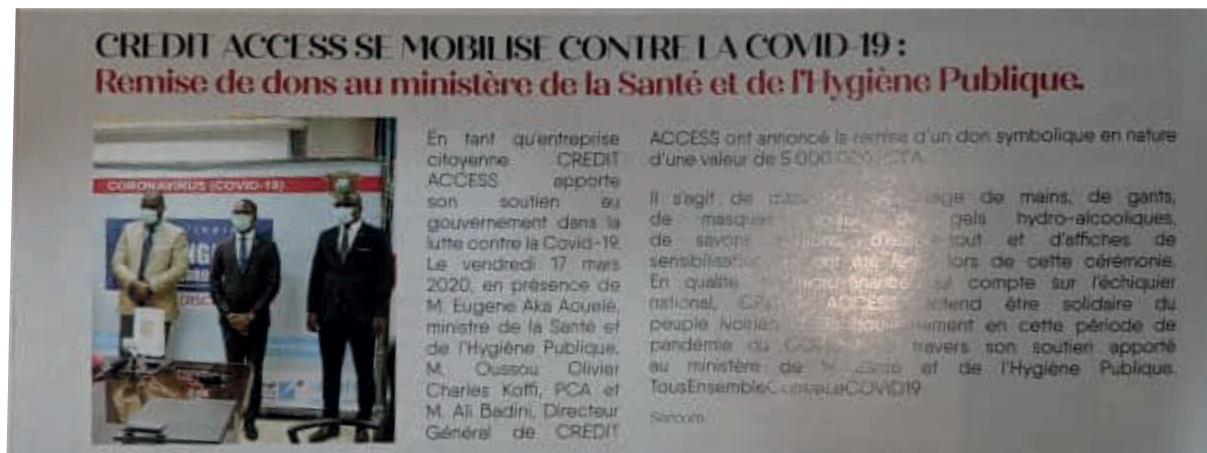 CREDIT ACCESS SE MOBILISE CONTRE LA COVID-19 :
Remise de dons au ministère de la Santé et de l'Hygiène Publique.
CORONAVIRUS (COVID-19)
En tant qu'entreprise
citoyenne CREDIT
ACCESS apporte
son soutien au
gouvernement dans la
lutte contre la Covid-19.
Le vendredi 17 mars
2020, en présence de
M. Eugene Aka Aouelé,
ministre de la Santé et
de l'Hygiène Publique,
M. Oussou Olivier
Charles Koffi, PCA et
M. Ali Badini, Directeur
Général de CREDIT
ACCESS ont annoncé la remise d'un don symbolique en nature
d'une valeur de 5 000
Il s'agit de de mains, de gants,
de masques gels hydro-alcooliques,
de savons et d'affiches de
sensibilisation lors de cette cérémonie.
En qualité compte sur l'échiquier
national, ACCESS entend être solidaire du
peuple ivoirien en cette période de
pandémie du travers son soutien apporté
au ministère de et de l'Hygiène Publique.
TousEnsembleContreLeCOVID19
Sercom